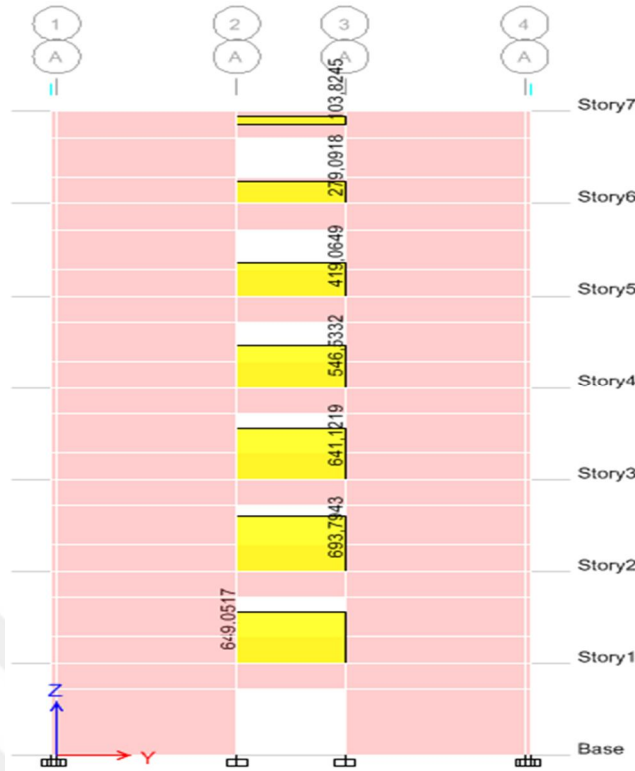 1 2 3 4
A A A A
103,8245
Story7
279,0918
Story6
419,0649
Story5
546,5332
Story4
641,1219
Story3
693,7943
Story2
649,0517
Story1
Z
Y
Base